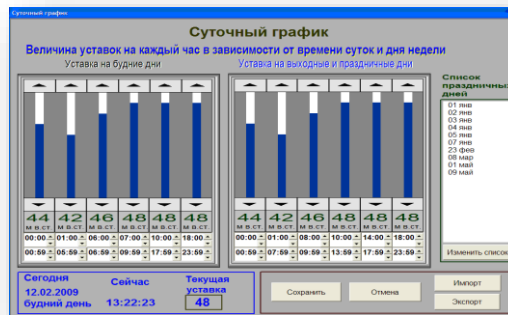 Суточный график
Суточный график
Величина уставок на каждый час в зависимости от времени суток и дня недели
Уставка на будние дни
Уставка на выходные и праздничные дни
44 42 46 48 48 48
м в.ст. м в.ст. м в.ст. м в.ст. м в.ст. м в.ст.
00:00 01:00 06:00 07:00 10:00 18:00
00:59 05:59 06:59 09:59 17:59 23:59
44 42 46 48 48 48
м в.ст. м в.ст. м в.ст. м в.ст. м в.ст. м в.ст.
00:00 01:00 08:00 10:00 14:00 18:00
00:59 07:59 09:59 13:59 17:59 23:59
Список
праздничных
дней
01 янв
02 янв
03 янв
04 янв
05 янв
07 янв
23 фев
08 мар
01 май
09 май
Изменить список
Сегодня
12.02.2009
будний день
Сейчас
13:22:23
Текущая
уставка
48
Сохранить
Отмена
Импорт
Экспорт